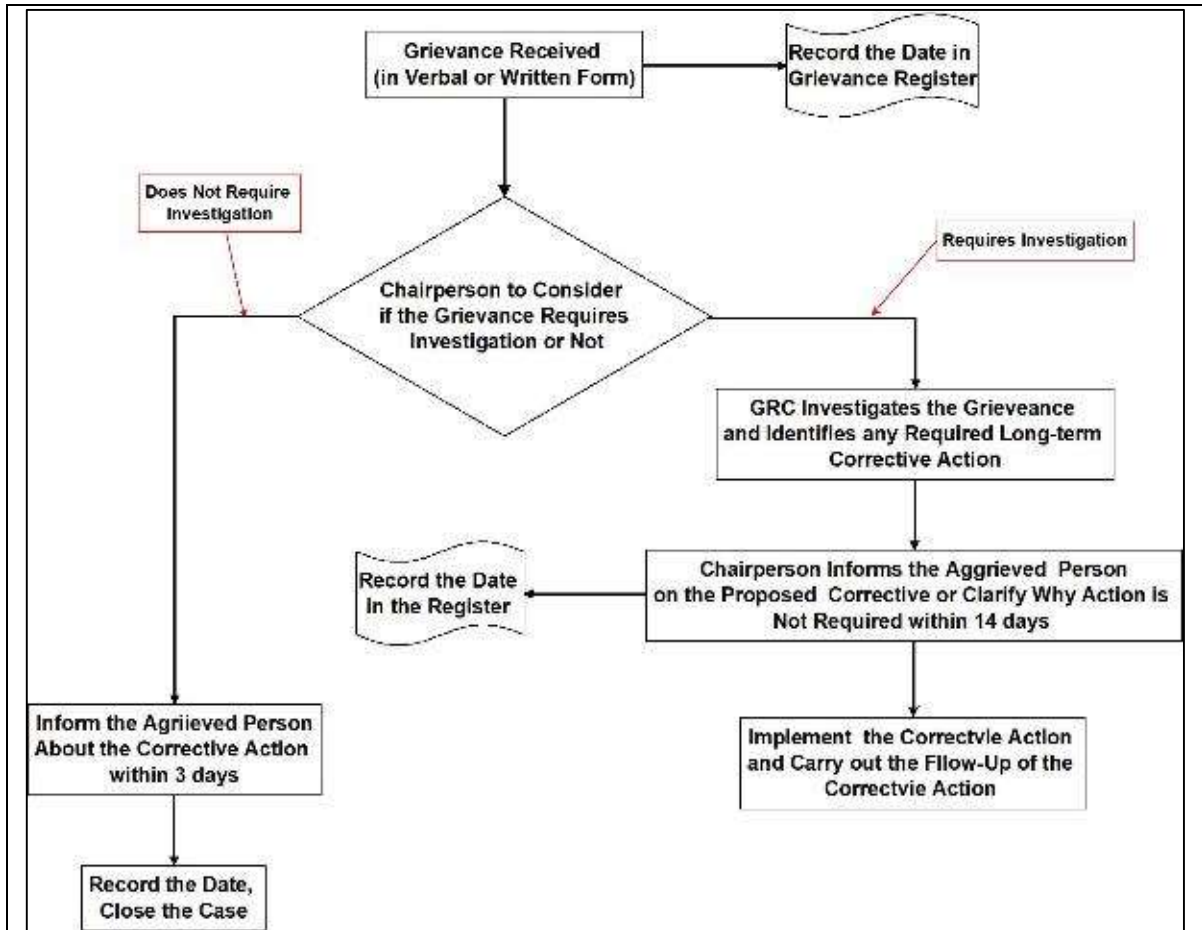 Grievance Received
(in Verbal or Written Form)
Record the Date in
Grievance Register
Does Not Require
Investigation
Requires Investigation
Chairperson to Consider
if the Grievance Requires
Investigation or Not
GRC Investigates the Grieveance
and Identifies any Required Long-term
Corrective Action
Record the Date
in the Register
Chairperson Informs the Aggrieved Person
on the Proposed Corrective or Clarify Why Action is
Not Required within 14 days
Inform the Agriieved Person
About the Corrective Action
within 3 days
Implement the Correctvie Action
and Carry out the Fllow-Up of the
Correctvie Action
Record the Date,
Close the Case